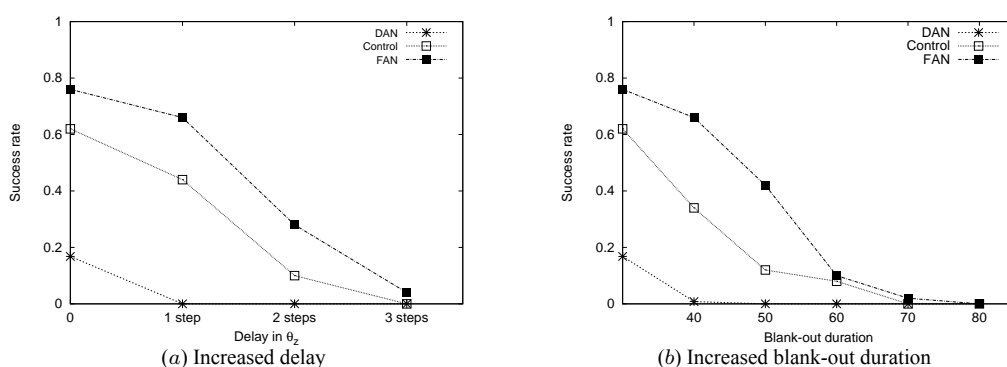 1
0.8
0.6
0.4
0.2
0
Success rate
DAN
Control
FAN
0 1 step 2 steps 3 steps
Delay in θz
(a) Increased delay
1
0.8
0.6
0.4
0.2
0
Success rate
DAN
Control
FAN
40 50 60 70 80
Blank-out duration
(b) Increased blank-out duration